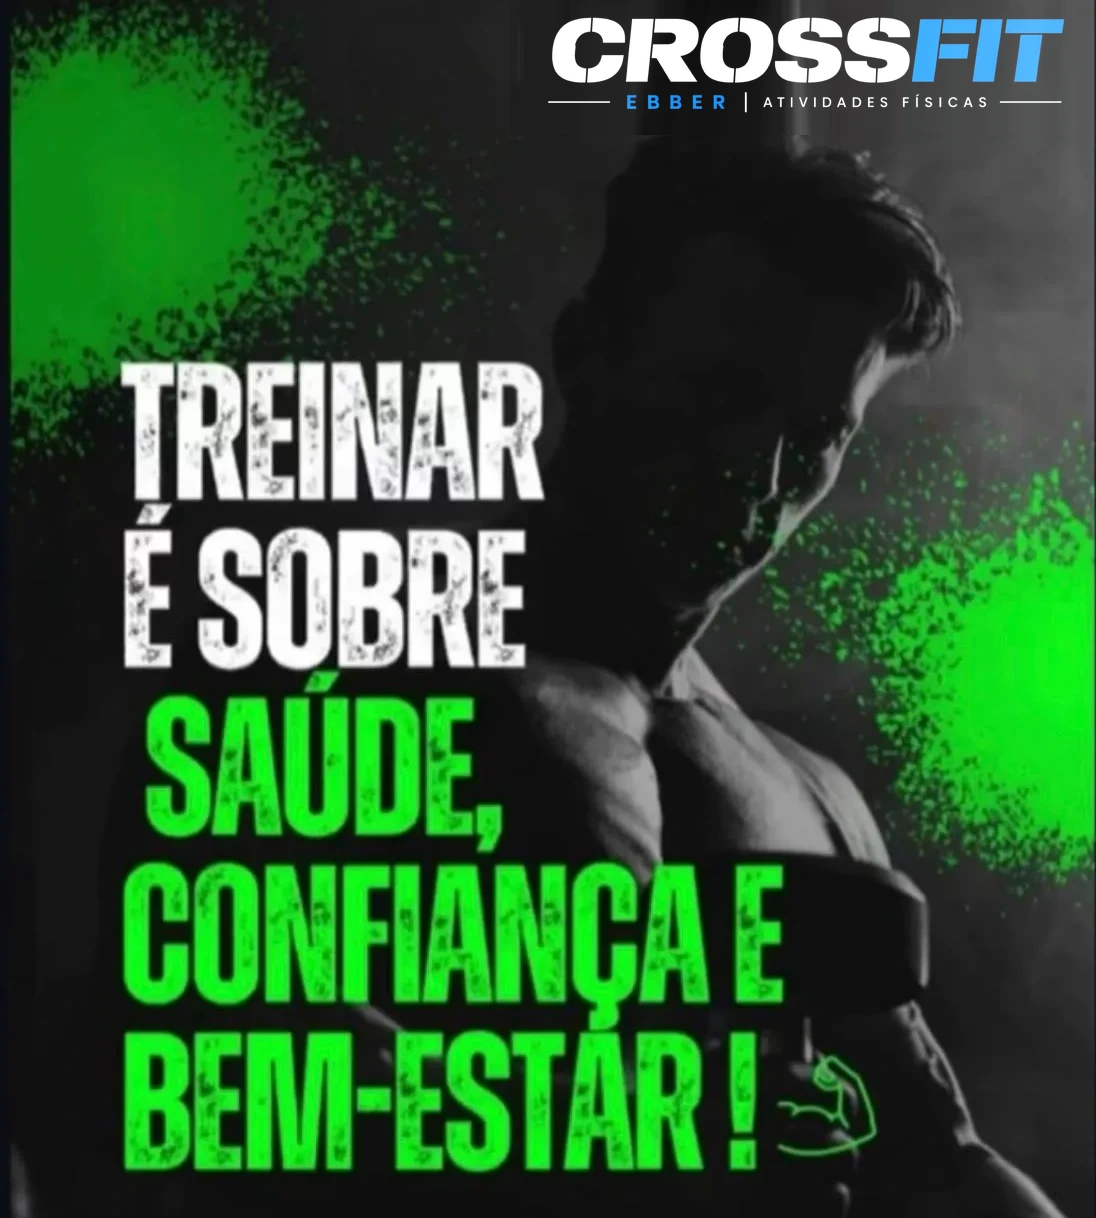 CROSSFIT
EBBER | ATIVIDADES FÍSICAS
TREINAR
É SOBRE
SAÚDE,
CONFIANÇA E
BEM-ESTAR !